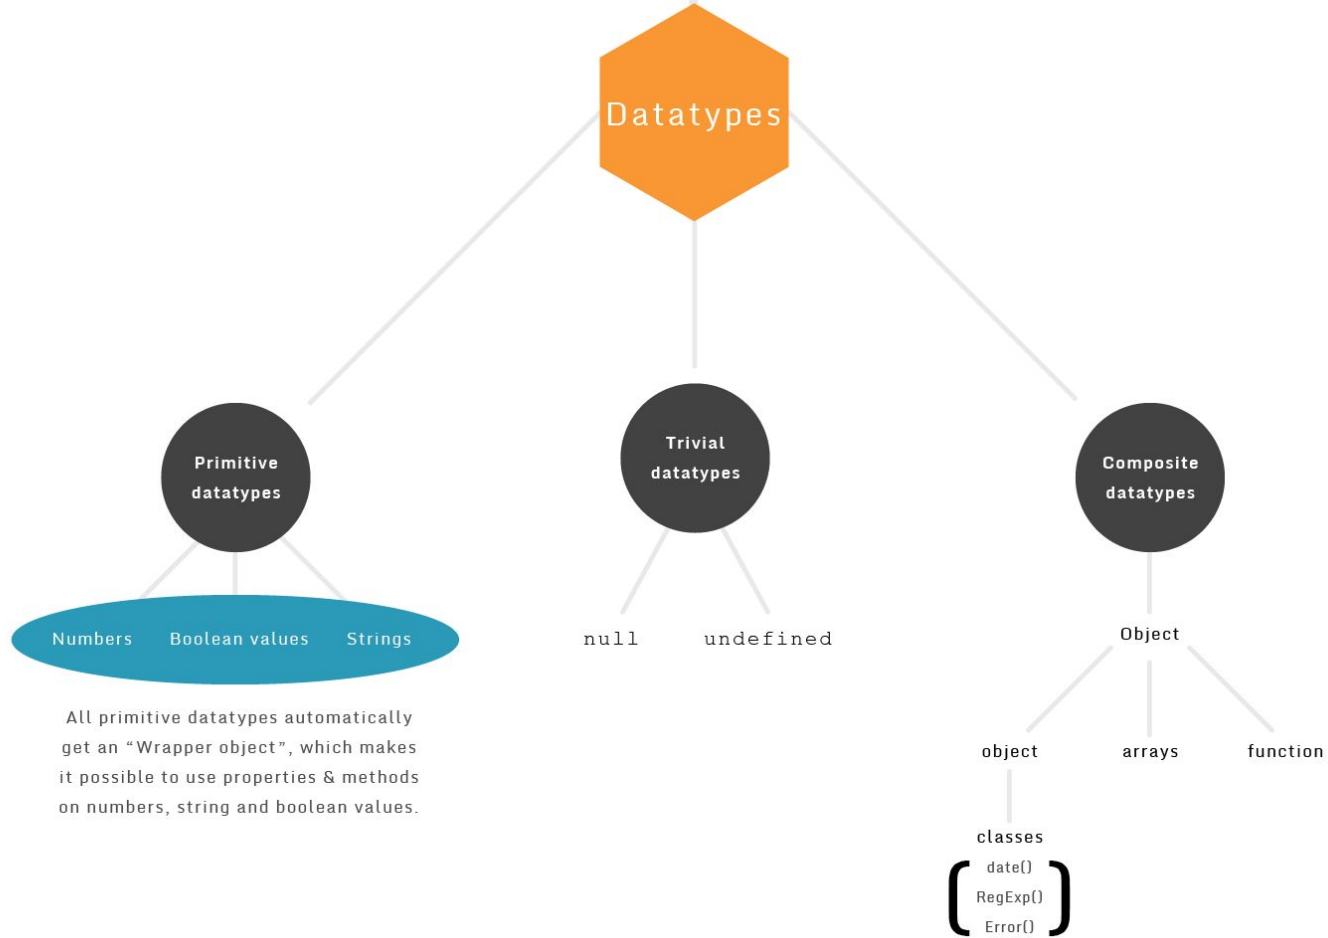 Datatypes
Primitive
datatypes
Trivial
datatypes
Composite
datatypes
Numbers Boolean values Strings
null undefined
Object
All primitive datatypes automatically
get an “Wrapper object”, which makes
it possible to use properties & methods
on numbers, string and boolean values.
object arrays function
classes
date()
RegExp()
Error()